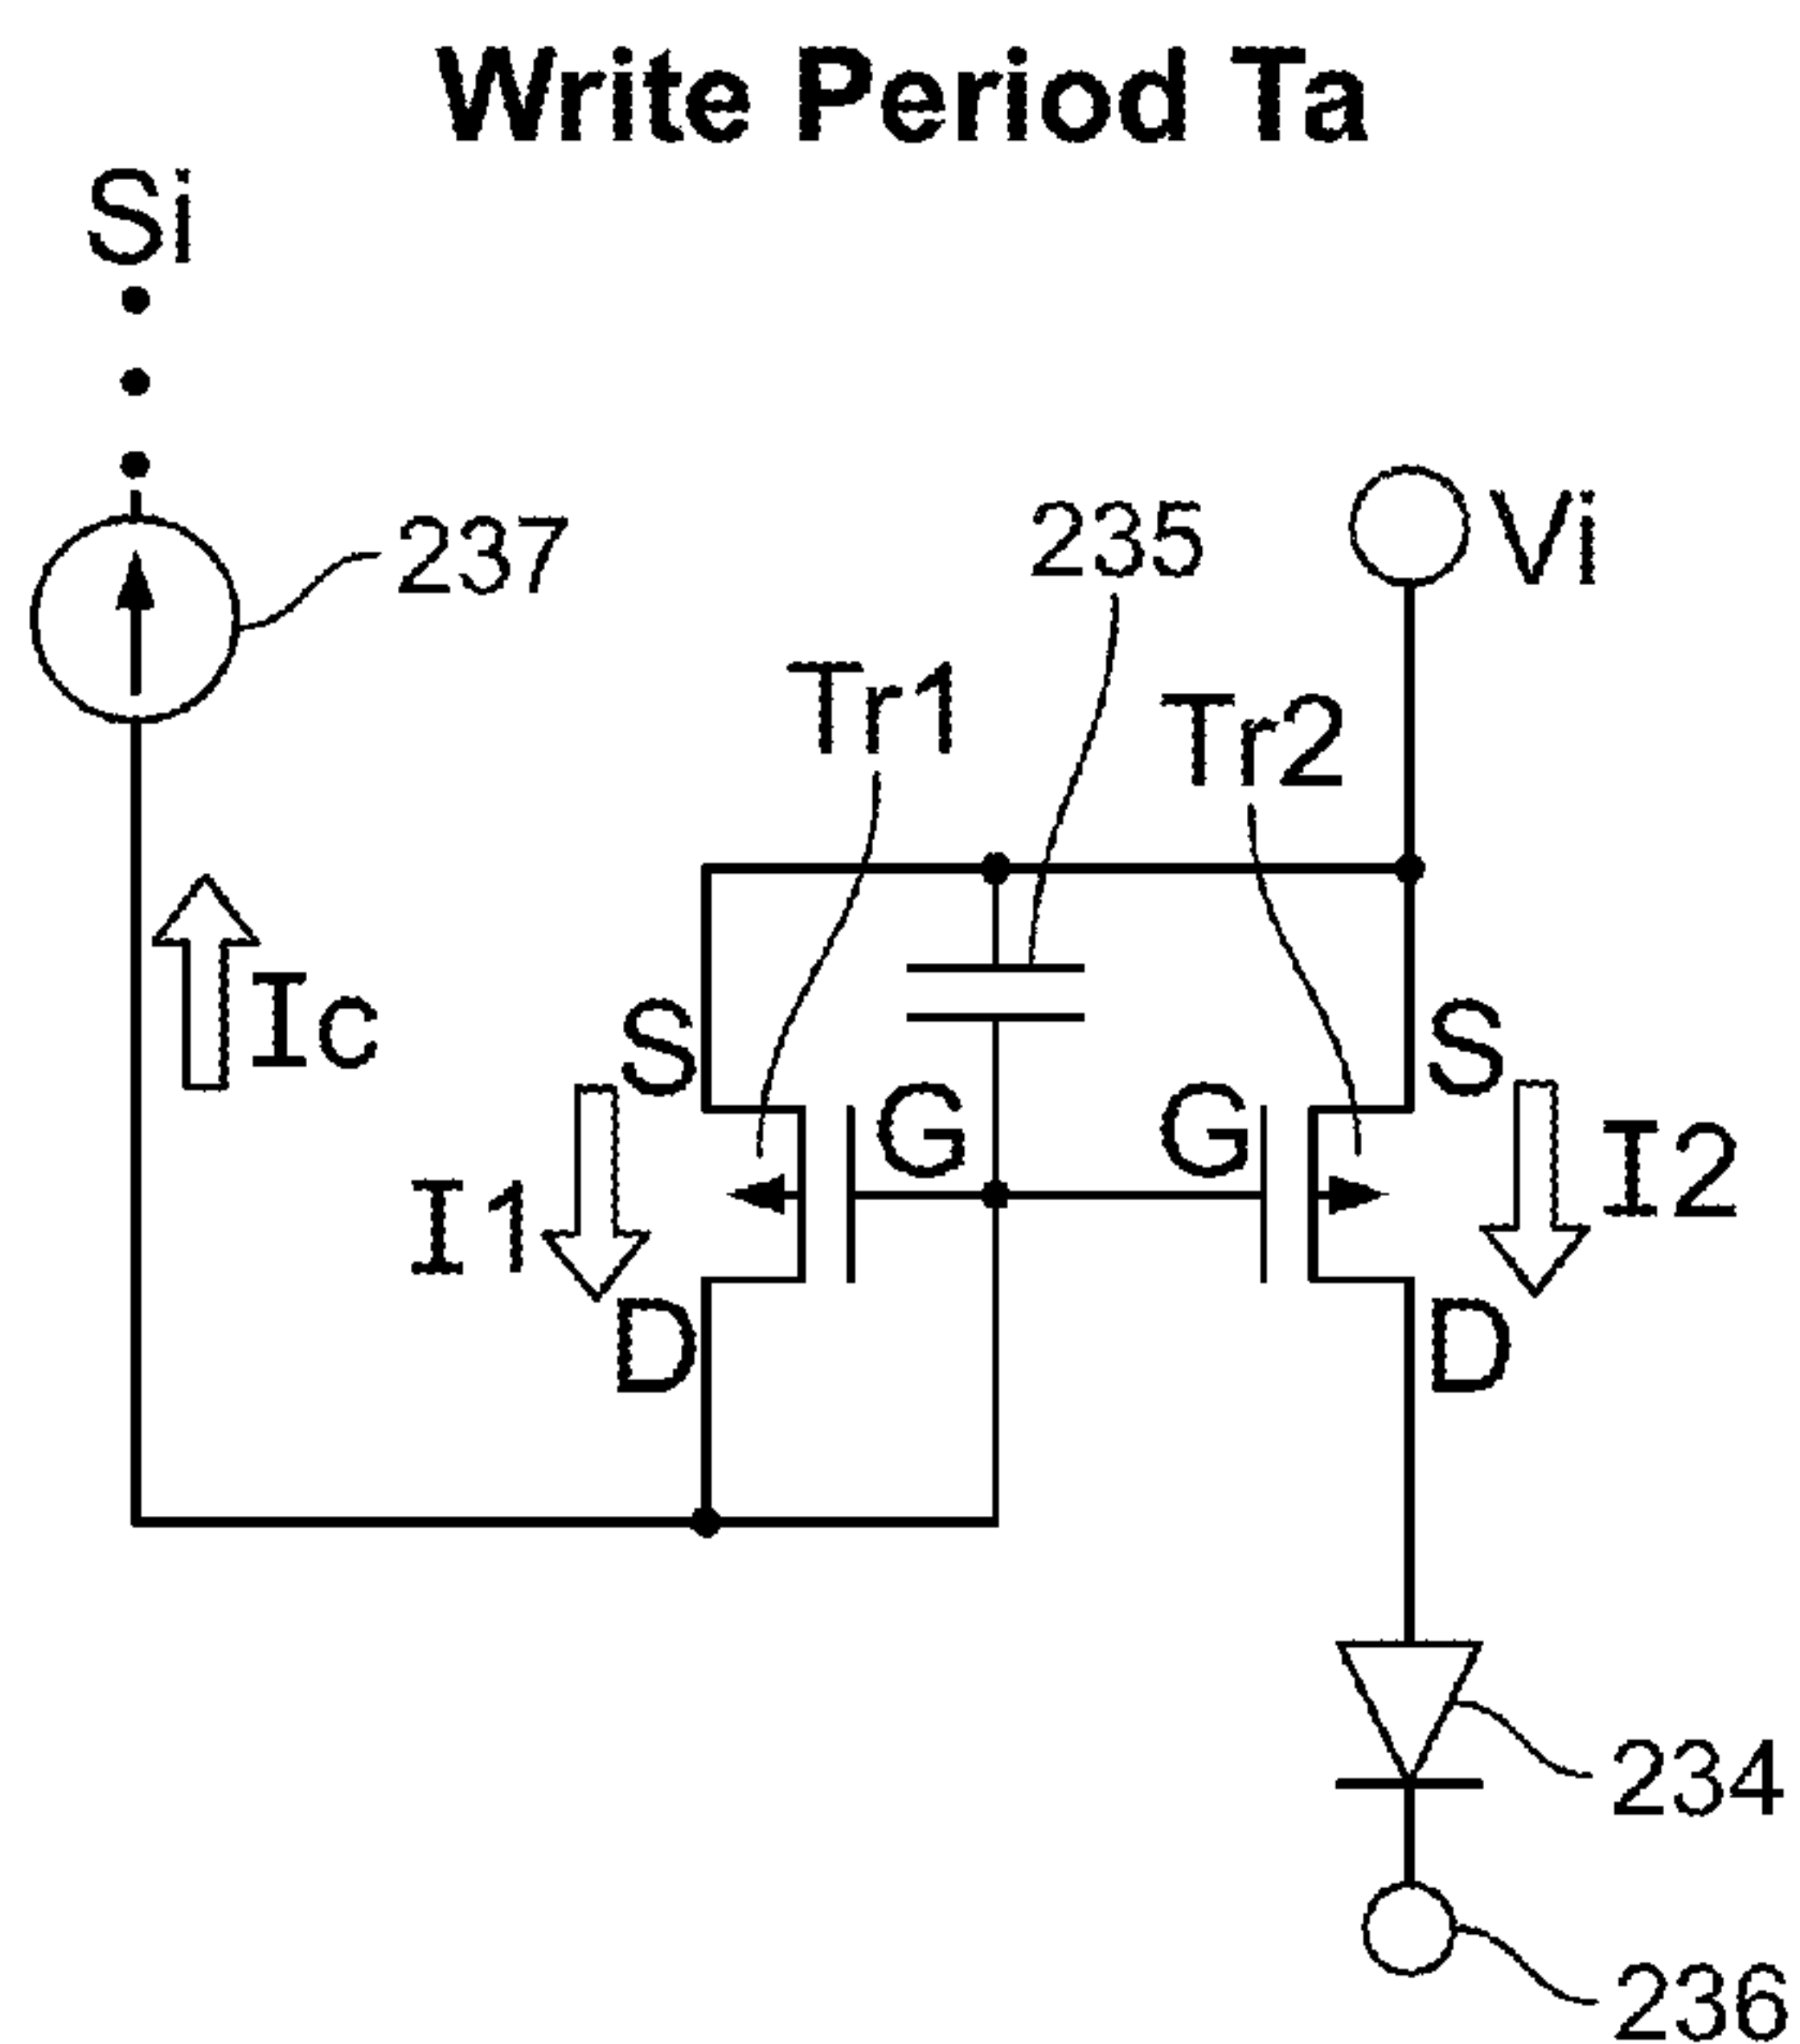 Write Period Ta
Si
237
235
Vi
Tr1
Tr2
Ic
S
S
G
G
I1
I2
D
D
234
236